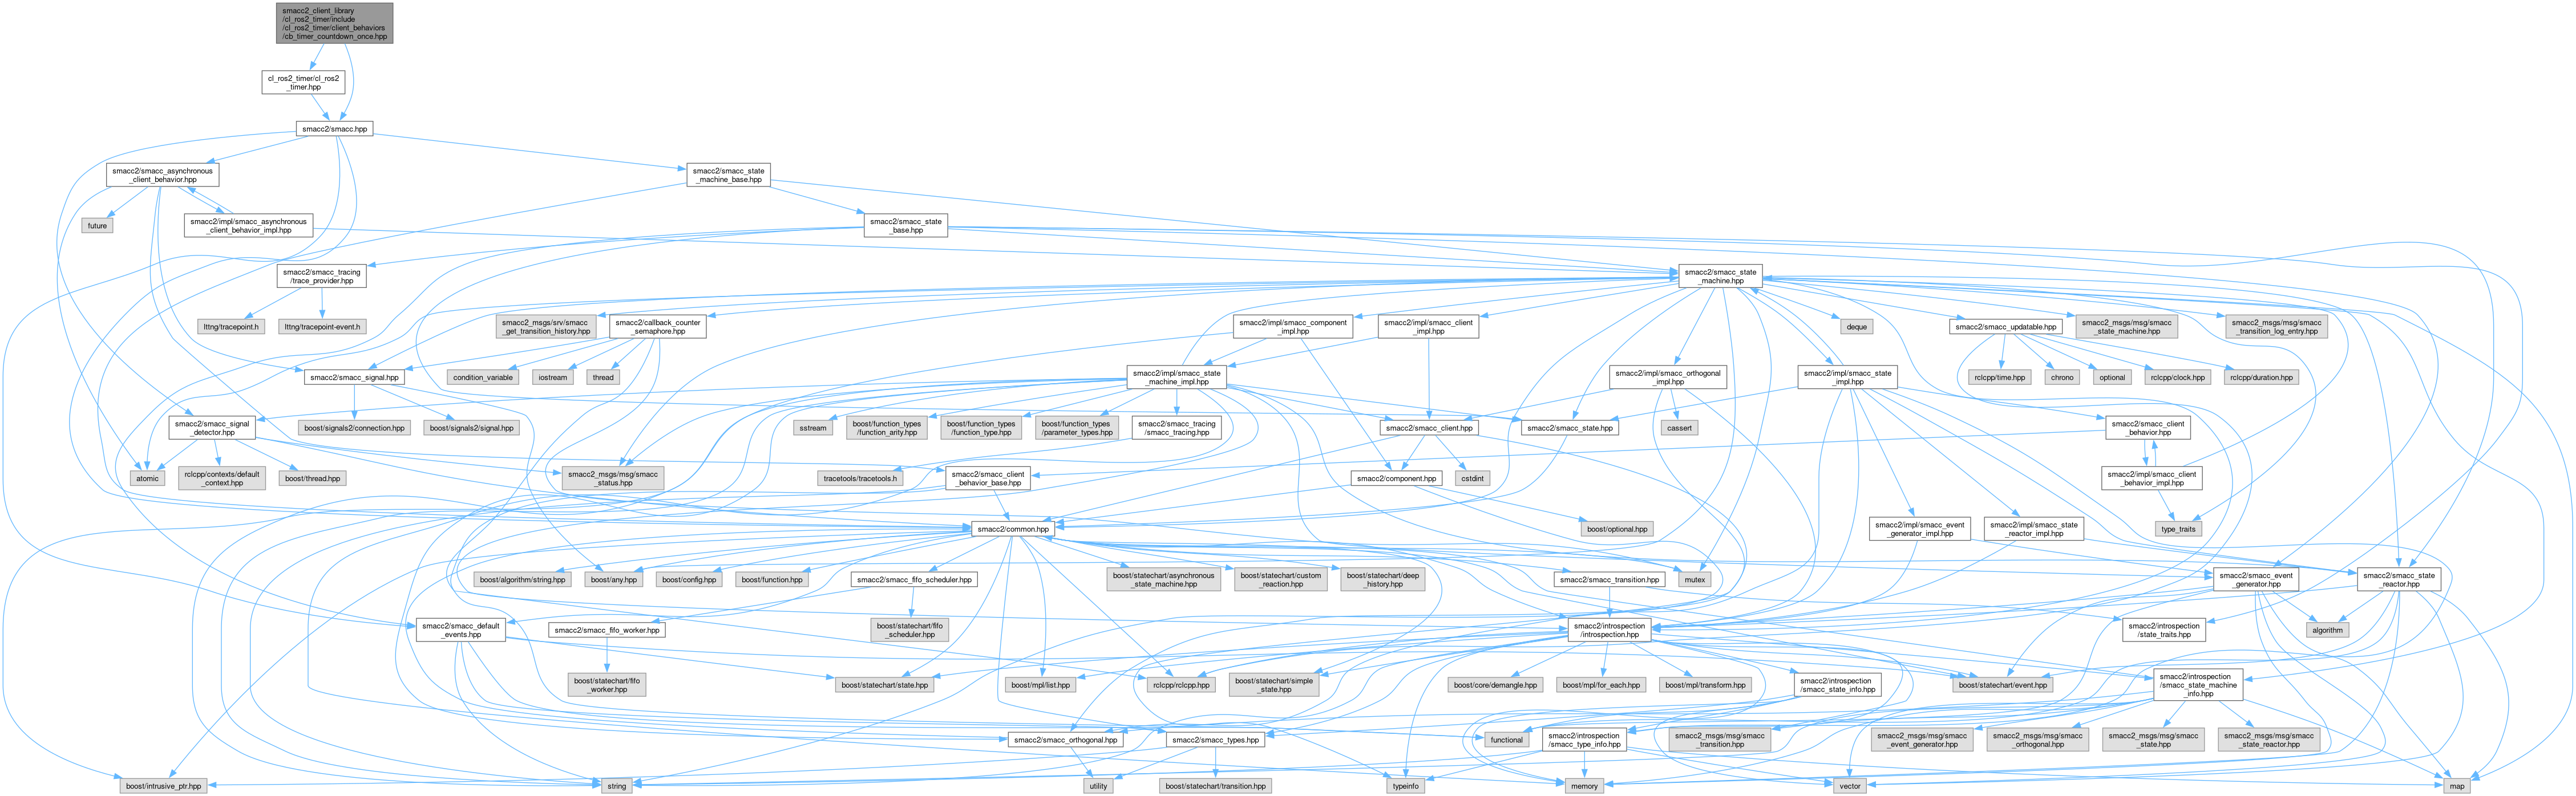 smacc2_client_library
/cl_ros2_timer/include
/cl_ros2_timer/client_behaviors
/cb_timer_countdown_once.hpp
cl_ros2_timer/cl_ros2
_timer.hpp
smacc2/smacc.hpp
smacc2/smacc_asynchronous
_client_behavior.hpp
smacc2/smacc_state
_machine_base.hpp
future
smacc2/impl/smacc_asynchronous
_client_behavior_impl.hpp
smacc2/smacc_state
_base.hpp
smacc2/smacc_tracing
/trace_provider.hpp
smacc2/smacc_state
_machine.hpp
lttng/tracepoint.h
lttng/tracepoint-event.h
smacc2_msgs/srv/smacc
_get_transition_history.hpp
smacc2/callback_counter
_semaphore.hpp
smacc2/impl/smacc_component
_impl.hpp
smacc2/impl/smacc_client
_impl.hpp
deque
smacc2/smacc_updatable.hpp
smacc2_msgs/msg/smacc
_state_machine.hpp
smacc2_msgs/msg/smacc
_transition_log_entry.hpp
smacc2/smacc_signal.hpp
condition_variable
iostream
thread
smacc2/impl/smacc_state
_machine_impl.hpp
smacc2/impl/smacc_orthogonal
_impl.hpp
smacc2/impl/smacc_state
_impl.hpp
rclcpp/time.hpp
chrono
optional
rclcpp/clock.hpp
rclcpp/duration.hpp
smacc2/smacc_signal
_detector.hpp
boost/signals2/connection.hpp
boost/signals2/signal.hpp
sstream
boost/function_types
/function_arity.hpp
boost/function_types
/function_type.hpp
boost/function_types
/parameter_types.hpp
smacc2/smacc_tracing
/smacc_tracing.hpp
smacc2/smacc_client.hpp
smacc2/smacc_state.hpp
cassert
smacc2/smacc_client
_behavior.hpp
atomic
rclcpp/contexts/default
_context.hpp
boost/thread.hpp
smacc2_msgs/msg/smacc
_status.hpp
tracetools/tracetools.h
smacc2/smacc_client
_behavior_base.hpp
smacc2/component.hpp
cstdint
smacc2/impl/smacc_client
_behavior_impl.hpp
smacc2/common.hpp
boost/optional.hpp
smacc2/impl/smacc_event
_generator_impl.hpp
smacc2/impl/smacc_state
_reactor_impl.hpp
type_traits
boost/algorithm/string.hpp
boost/any.hpp
boost/config.hpp
boost/function.hpp
smacc2/smacc_fifo_scheduler.hpp
boost/statechart/asynchronous
_state_machine.hpp
boost/statechart/custom
_reaction.hpp
boost/statechart/deep
_history.hpp
smacc2/smacc_transition.hpp
mutex
smacc2/smacc_event
_generator.hpp
smacc2/smacc_state
_reactor.hpp
smacc2/smacc_default
_events.hpp
smacc2/smacc_fifo_worker.hpp
boost/statechart/fifo
_scheduler.hpp
smacc2/introspection
/introspection.hpp
smacc2/introspection
/state_traits.hpp
algorithm
boost/statechart/fifo
_worker.hpp
boost/statechart/state.hpp
boost/mpl/list.hpp
rclcpp/rclcpp.hpp
boost/statechart/simple
_state.hpp
boost/core/demangle.hpp
boost/mpl/for_each.hpp
boost/mpl/transform.hpp
smacc2/introspection
/smacc_state_info.hpp
boost/statechart/event.hpp
smacc2/introspection
/smacc_state_machine
_info.hpp
smacc2/smacc_orthogonal.hpp
smacc2/smacc_types.hpp
functional
smacc2/introspection
/smacc_type_info.hpp
smacc2_msgs/msg/smacc
_transition.hpp
smacc2_msgs/msg/smacc
_event_generator.hpp
smacc2_msgs/msg/smacc
_orthogonal.hpp
smacc2_msgs/msg/smacc
_state.hpp
smacc2_msgs/msg/smacc
_state_reactor.hpp
boost/intrusive_ptr.hpp
string
utility
boost/statechart/transition.hpp
typeinfo
memory
vector
map